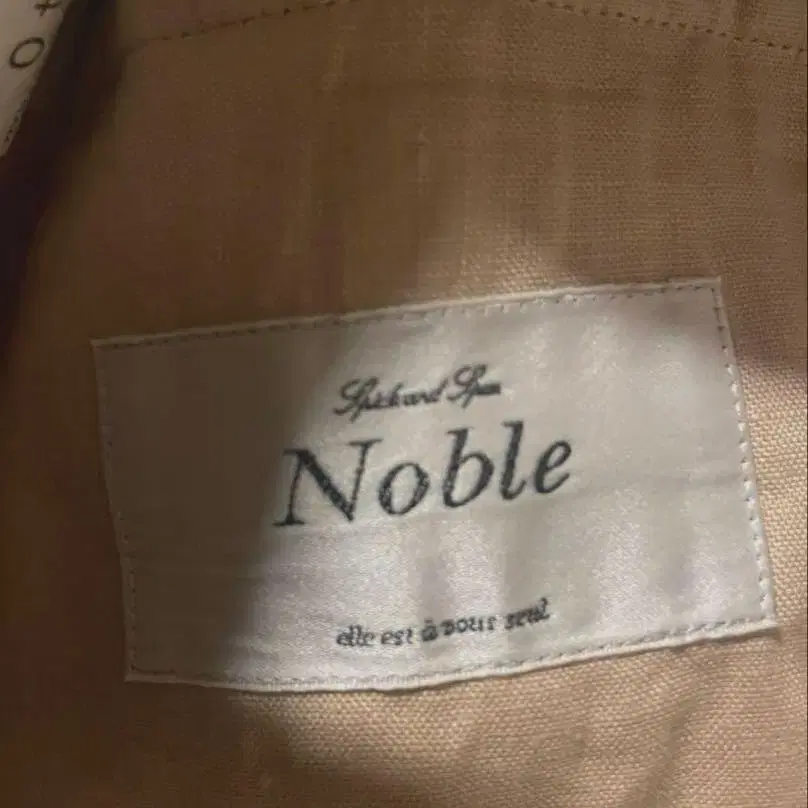 Spick and Span
Noble
elle est à vous seul